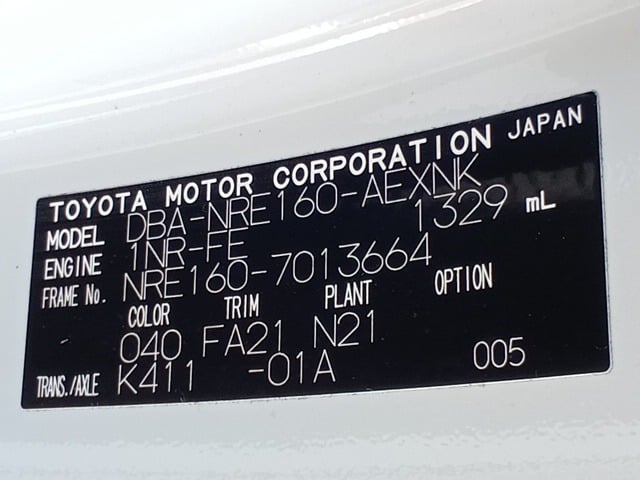 TOYOTA MOTOR CORPORATION JAPAN
MODEL DBA-NRE160-AEXNK
ENGINE 1NR-FE 1329 mL
FRAME No. NRE160-7013664
COLOR TRIM PLANT OPTION
040 FA21 N21
TRANS./AXLE K411 -01A 005